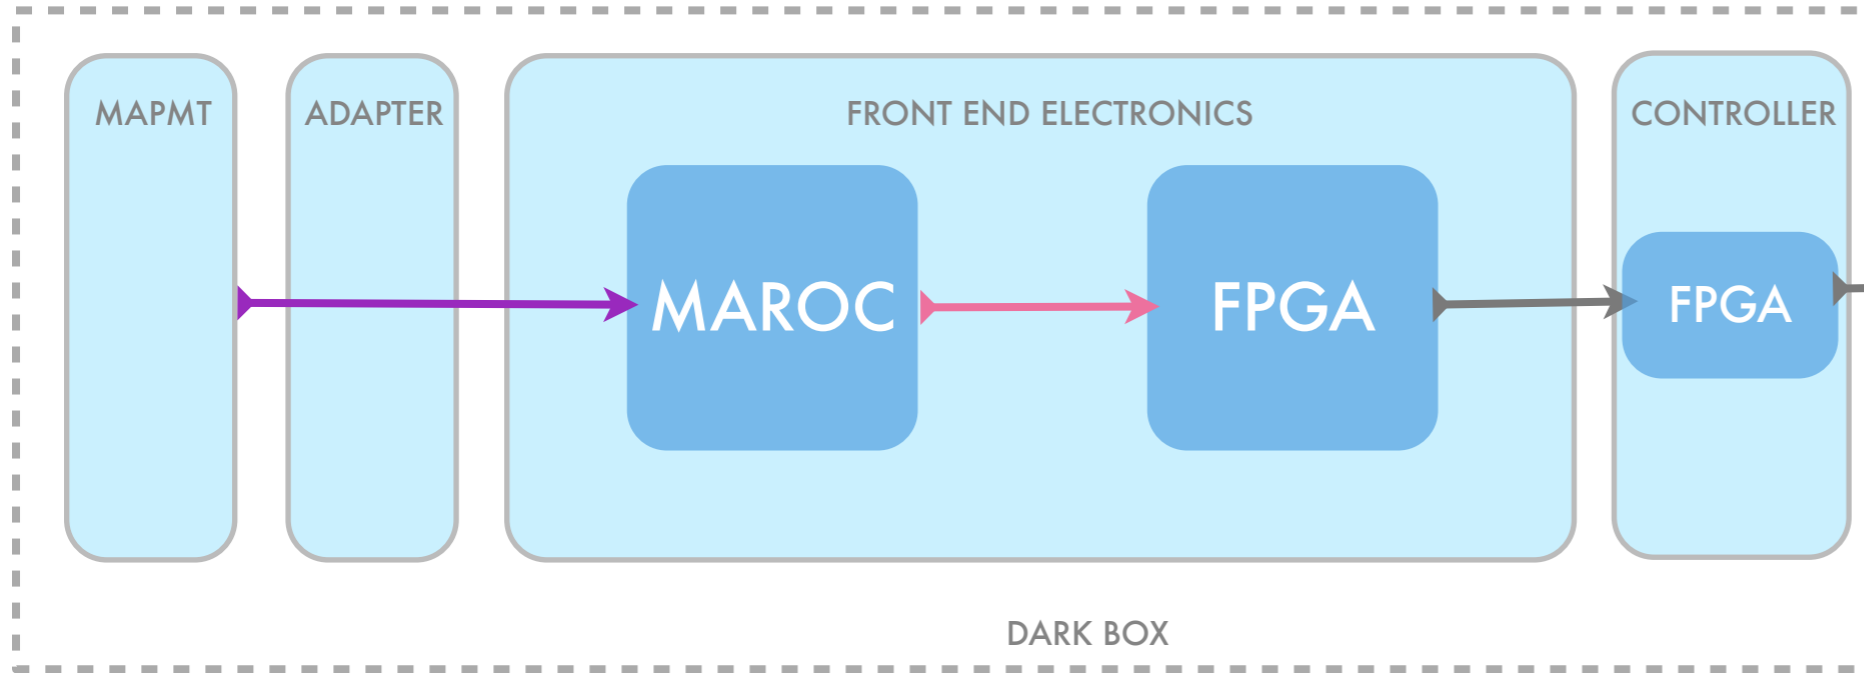 MAPMT
ADAPTER
FRONT END ELECTRONICS
CONTROLLER
MAROC
FPGA
FPGA
DARK BOX